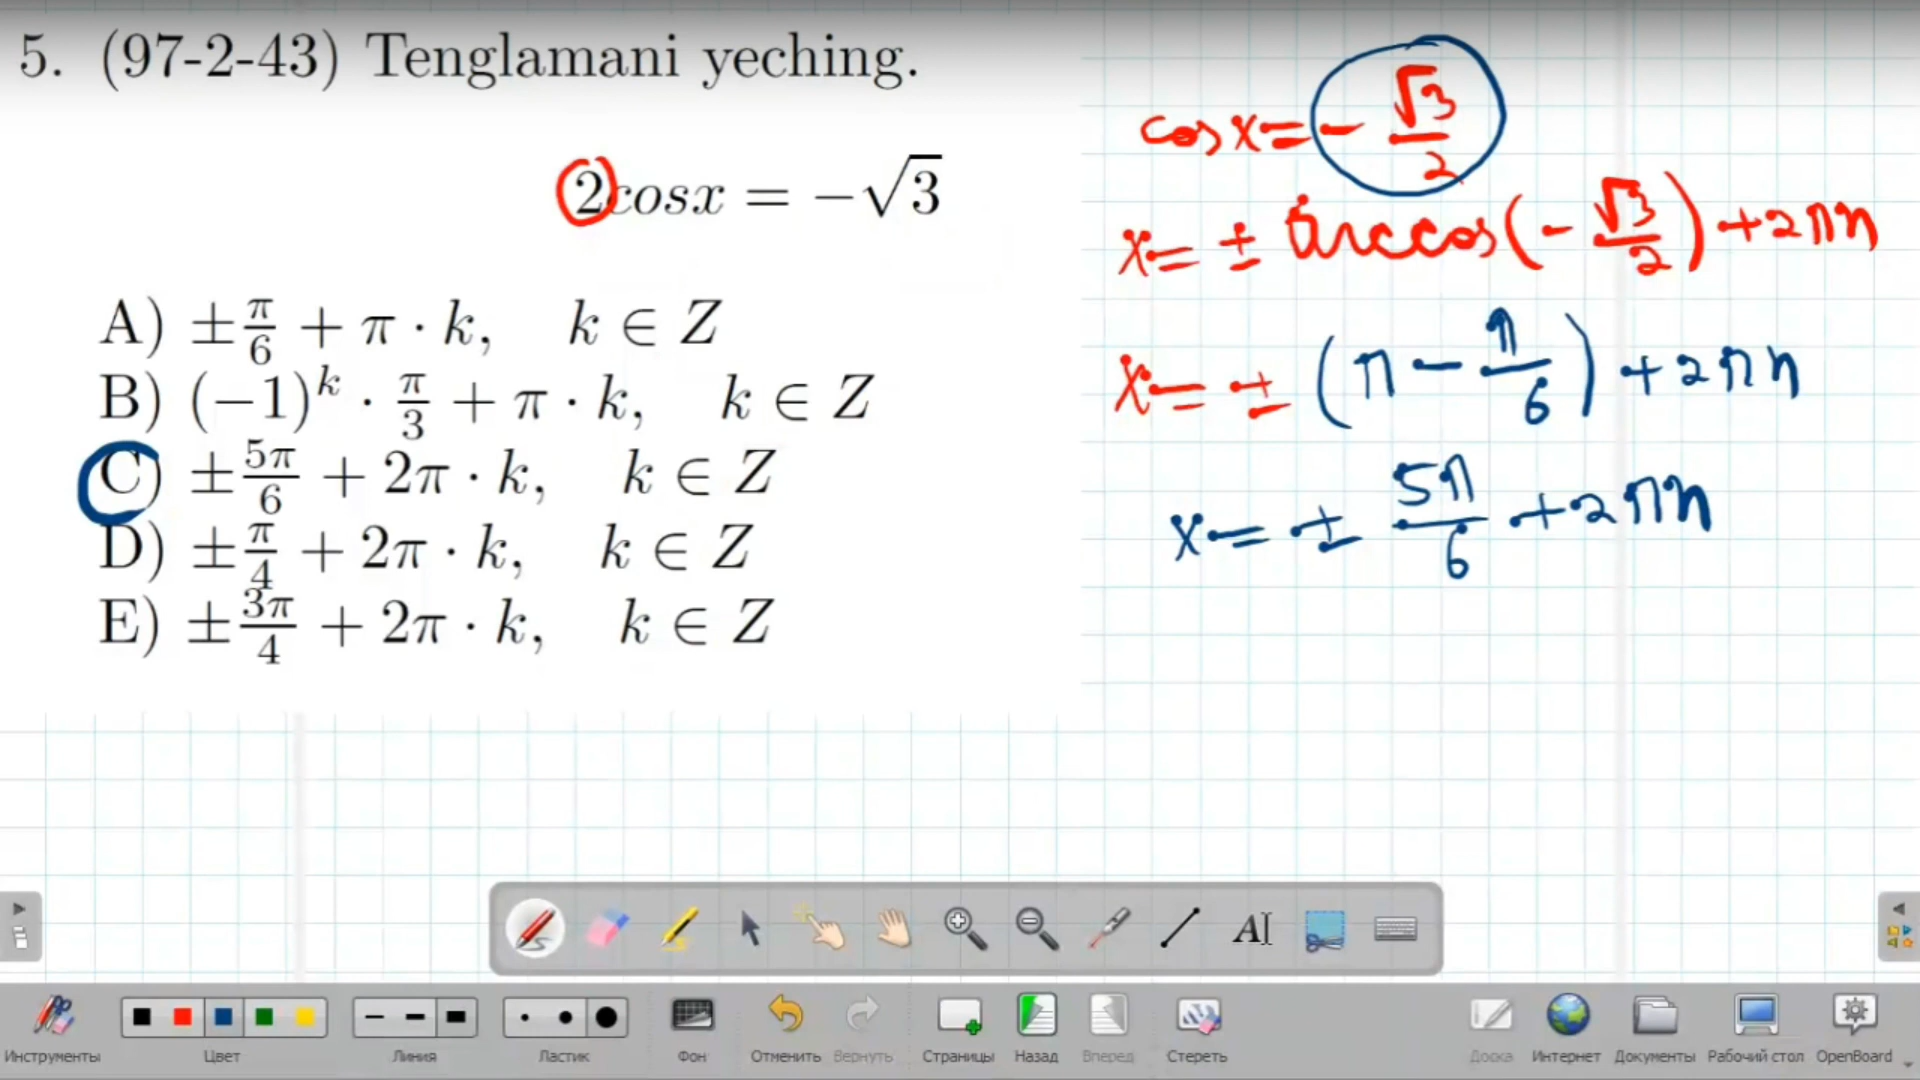 5. (97-2-43) Tenglamani yeching.
2cosx = −√3
A) ±π/6 + π · k, k ∈ Z
B) (−1)^k · π/3 + π · k, k ∈ Z
C) ±5π/6 + 2π · k, k ∈ Z
D) ±π/4 + 2π · k, k ∈ Z
E) ±3π/4 + 2π · k, k ∈ Z
cos x = − √3/2
x = ± arccos(− √3/2) + 2πn
x = ± (π − π/6) + 2πn
x = ± 5π/6 + 2πn
Инструменты Цвет Линия Ластик Фон Отменить Вернуть Страницы Назад Вперед Стереть Доска Интернет Документы Рабочий стол OpenBoard